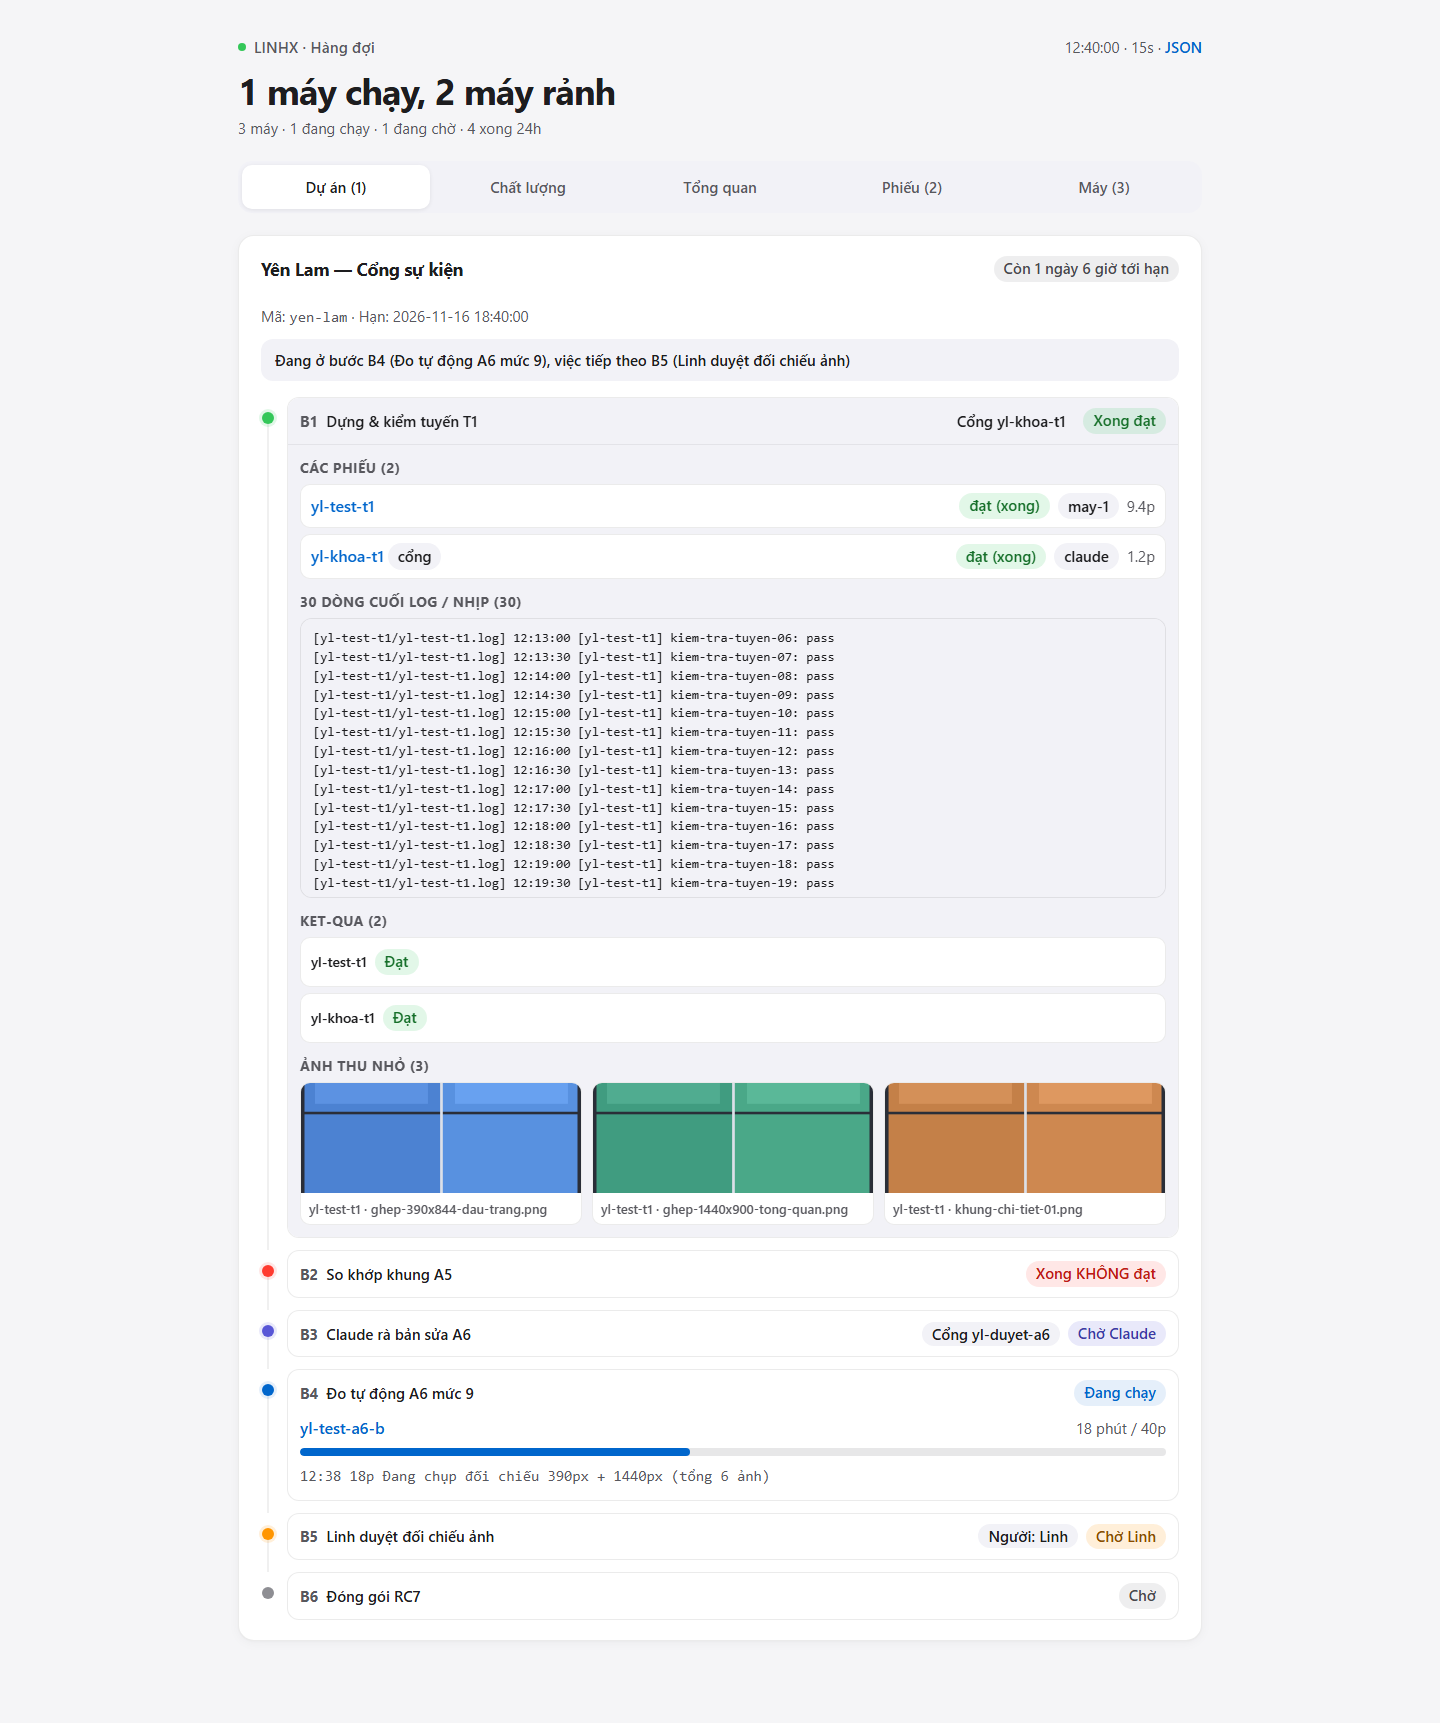 LINHX · Hàng đợi
12:40:00 · 15s · JSON
1 máy chạy, 2 máy rảnh
3 máy · 1 đang chạy · 1 đang chờ · 4 xong 24h
Dự án (1)
Chất lượng
Tổng quan
Phiếu (2)
Máy (3)
Yên Lam — Cổng sự kiện
Còn 1 ngày 6 giờ tới hạn
Mã: yen-lam · Hạn: 2026-11-16 18:40:00
Đang ở bước B4 (Đo tự động A6 mức 9), việc tiếp theo B5 (Linh duyệt đối chiếu ảnh)
B1 Dựng & kiểm tuyến T1
Cổng yl-khoa-t1
Xong đạt
CÁC PHIẾU (2)
yl-test-t1
đạt (xong)
may-1
9.4p
yl-khoa-t1 cổng
đạt (xong)
claude
1.2p
30 DÒNG CUỐI LOG / NHỊP (30)
[yl-test-t1/yl-test-t1.log] 12:13:00 [yl-test-t1] kiem-tra-tuyen-06: pass
[yl-test-t1/yl-test-t1.log] 12:13:30 [yl-test-t1] kiem-tra-tuyen-07: pass
[yl-test-t1/yl-test-t1.log] 12:14:00 [yl-test-t1] kiem-tra-tuyen-08: pass
[yl-test-t1/yl-test-t1.log] 12:14:30 [yl-test-t1] kiem-tra-tuyen-09: pass
[yl-test-t1/yl-test-t1.log] 12:15:00 [yl-test-t1] kiem-tra-tuyen-10: pass
[yl-test-t1/yl-test-t1.log] 12:15:30 [yl-test-t1] kiem-tra-tuyen-11: pass
[yl-test-t1/yl-test-t1.log] 12:16:00 [yl-test-t1] kiem-tra-tuyen-12: pass
[yl-test-t1/yl-test-t1.log] 12:16:30 [yl-test-t1] kiem-tra-tuyen-13: pass
[yl-test-t1/yl-test-t1.log] 12:17:00 [yl-test-t1] kiem-tra-tuyen-14: pass
[yl-test-t1/yl-test-t1.log] 12:17:30 [yl-test-t1] kiem-tra-tuyen-15: pass
[yl-test-t1/yl-test-t1.log] 12:18:00 [yl-test-t1] kiem-tra-tuyen-16: pass
[yl-test-t1/yl-test-t1.log] 12:18:30 [yl-test-t1] kiem-tra-tuyen-17: pass
[yl-test-t1/yl-test-t1.log] 12:19:00 [yl-test-t1] kiem-tra-tuyen-18: pass
[yl-test-t1/yl-test-t1.log] 12:19:30 [yl-test-t1] kiem-tra-tuyen-19: pass
KET-QUA (2)
yl-test-t1 Đạt
yl-khoa-t1 Đạt
ẢNH THU NHỎ (3)
yl-test-t1 · ghep-390x844-dau-trang.png
yl-test-t1 · ghep-1440x900-tong-quan.png
yl-test-t1 · khung-chi-tiet-01.png
B2 So khớp khung A5
Xong KHÔNG đạt
B3 Claude rà bản sửa A6
Cổng yl-duyet-a6
Chờ Claude
B4 Đo tự động A6 mức 9
Đang chạy
yl-test-a6-b
18 phút / 40p
12:38 18p Đang chụp đối chiếu 390px + 1440px (tổng 6 ảnh)
B5 Linh duyệt đối chiếu ảnh
Người: Linh
Chờ Linh
B6 Đóng gói RC7
Chờ